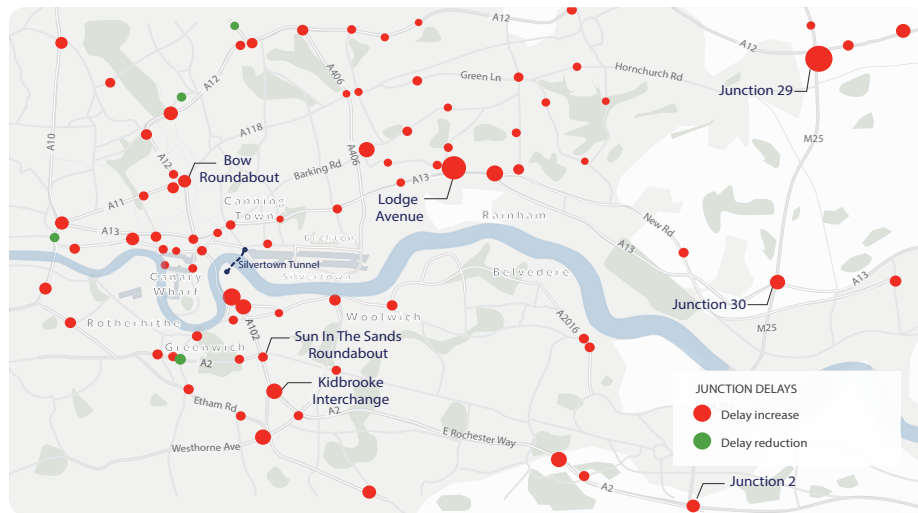 A12
A12
A406
Green Ln
Hornchurch Rd
Junction 29
A12
A10
A118
M25
A12
Bow
Roundabout
Barking Rd
A406
A13
Lodge
Avenue
A11
Canning
Town
A13
Rainham
New Rd
Beckton
A13
Silvertown Tunnel
Silvertown
Belvedere
Canary
Wharf
A13
Junction 30
Rotherhithe
Woolwich
A102
A2016
M25
Greenwich
Sun In The Sands
Roundabout
A2
Kidbrooke
Interchange
JUNCTION DELAYS
Delay increase
Delay reduction
Etham Rd
A2
E Rochester Way
Westhorne Ave
A2
Junction 2